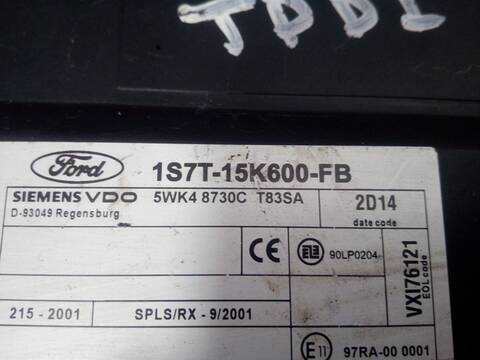 TDDI
Ford
1S7T-15K600-FB
SIEMENS VDO 5WK4 8730C T83SA
D-93049 Regensburg
2D14
date code
CE
90LP0204
VXI76121
EOL code
215 - 2001
SPLS/RX - 9/2001
E11
97RA-00 0001